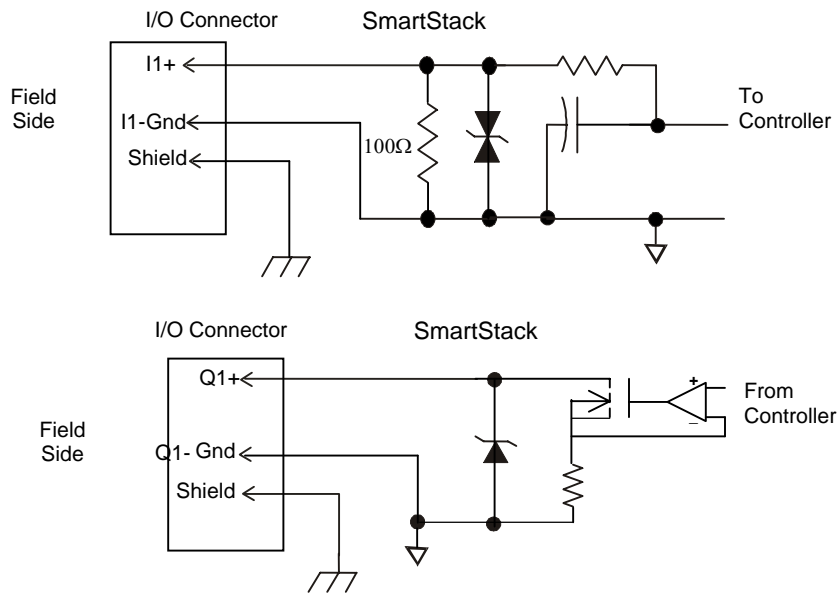 I/O Connector
SmartStack
I1+
Field
Side
I1-Gnd
Shield
100Ω
To
Controller
I/O Connector
SmartStack
Q1+
+
From
Controller
−
Field
Side
Q1- Gnd
Shield